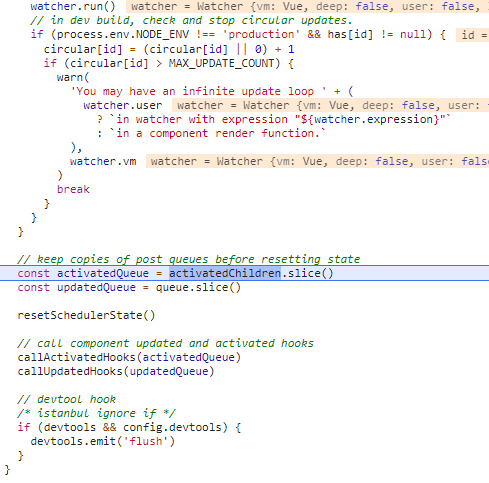 watcher.run() watcher = Watcher {vm: Vue, deep: false, user: false,
// in dev build, check and stop circular updates.
if (process.env.NODE_ENV !== 'production' && has[id] != null) { id =
circular[id] = (circular[id] || 0) + 1
if (circular[id] > MAX_UPDATE_COUNT) {
warn(
'You may have an infinite update loop ' + (
watcher.user watcher = Watcher {vm: Vue, deep: false, user:
? `in watcher with expression "${watcher.expression}"`
: `in a component render function.`
),
watcher.vm watcher = Watcher {vm: Vue, deep: false, user: fals
)
break
}
}
}
// keep copies of post queues before resetting state
const activatedQueue = activatedChildren.slice()
const updatedQueue = queue.slice()
resetSchedulerState()
// call component updated and activated hooks
callActivatedHooks(activatedQueue)
callUpdatedHooks(updatedQueue)
// devtool hook
/* istanbul ignore if */
if (devtools && config.devtools) {
devtools.emit('flush')
}
}